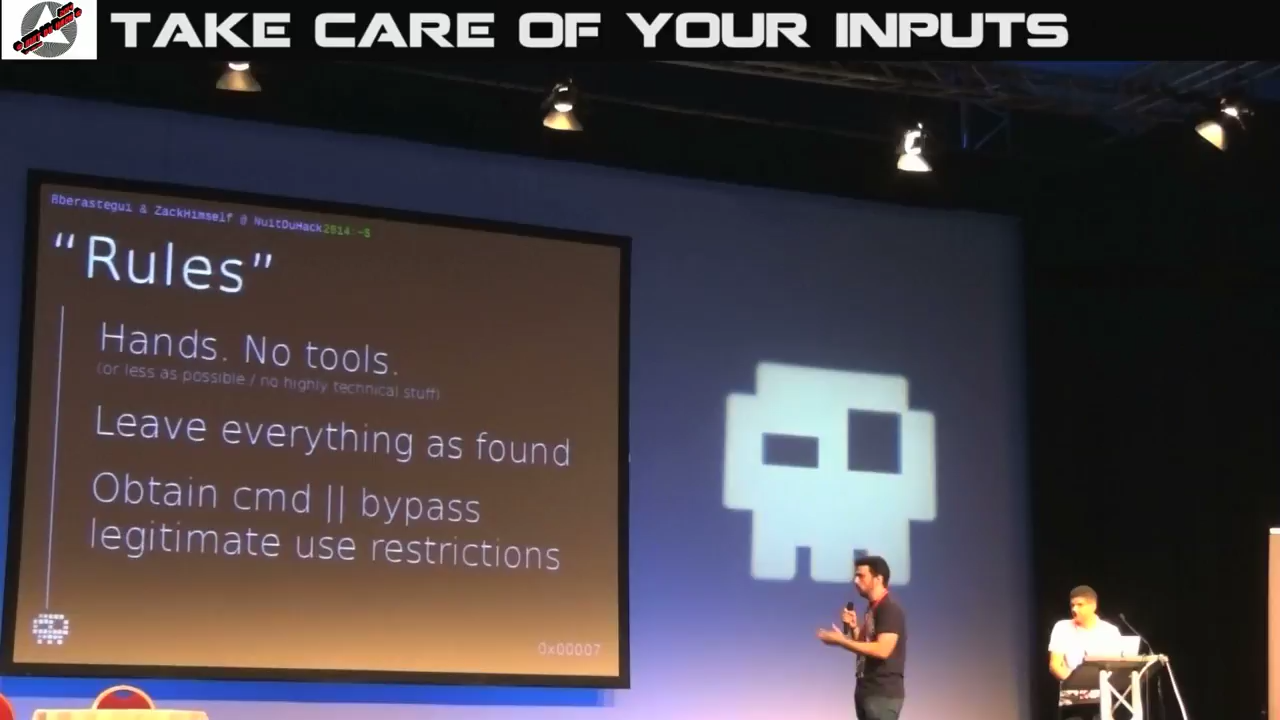 TAKE CARE OF YOUR INPUTS
Bberastegui & ZackHimself @ NuitDuHack2014:~$
“Rules”
Hands. No tools.
(or less as possible / no highly technical stuff)
Leave everything as found
Obtain cmd || bypass
legitimate use restrictions
0x00007